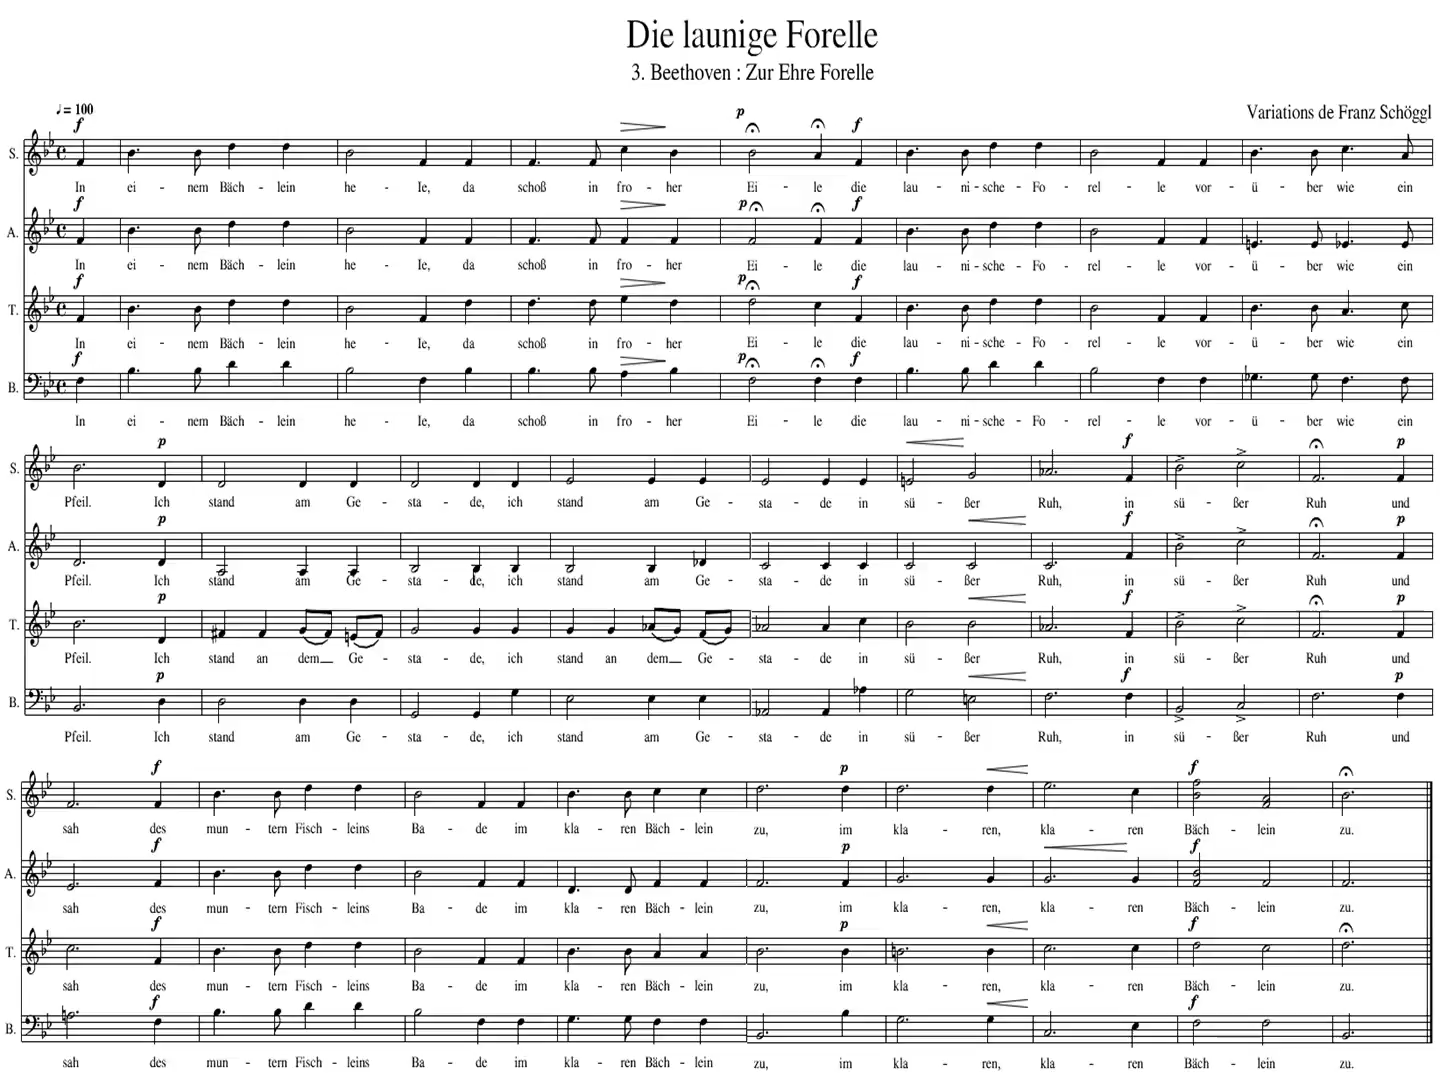 Die launige Forelle
3. Beethoven : Zur Ehre Forelle
♩= 100
Variations de Franz Schöggl
f p f
S.
In ei - nem Bäch - lein he - le, da schoß in fro - her Ei - le die lau - ni - sche - Fo - rel - le vor - ü - ber wie ein
f p f
A.
In ei - nem Bäch - lein he - le, da schoß in fro - her Ei - le die lau - ni - sche - Fo - rel - le vor - ü - ber wie ein
f p f
T.
In ei - nem Bäch - lein he - le, da schoß in fro - her Ei - le die lau - ni - sche - Fo - rel - le vor - ü - ber wie ein
f p f
B.
In ei - nem Bäch - lein he - le, da schoß in fro - her Ei - le die lau - ni - sche - Fo - rel - le vor - ü - ber wie ein
p f p
S.
Pfeil. Ich stand am Ge - sta - de, ich stand am Ge - sta - de in sü - ßer Ruh, in sü - ßer Ruh und
p f p
A.
Pfeil. Ich stand am Ge - sta - de, ich stand am Ge - sta - de in sü - ßer Ruh, in sü - ßer Ruh und
p f p
T.
Pfeil. Ich stand an dem Ge - sta - de, ich stand an dem Ge - sta - de in sü - ßer Ruh, in sü - ßer Ruh und
p f p
B.
Pfeil. Ich stand am Ge - sta - de, ich stand am Ge - sta - de in sü - ßer Ruh, in sü - ßer Ruh und
f p f
S.
sah des mun - tern Fisch - leins Ba - de im kla - ren Bäch - lein zu, im kla - ren, kla - ren Bäch - lein zu.
f p f
A.
sah des mun - tern Fisch - leins Ba - de im kla - ren Bäch - lein zu, im kla - ren, kla - ren Bäch - lein zu.
f p f
T.
sah des mun - tern Fisch - leins Ba - de im kla - ren Bäch - lein zu, im kla - ren, kla - ren Bäch - lein zu.
f f
B.
sah des mun - tern Fisch - leins Ba - de im kla - ren Bäch - lein zu, im kla - ren, kla - ren Bäch - lein zu.